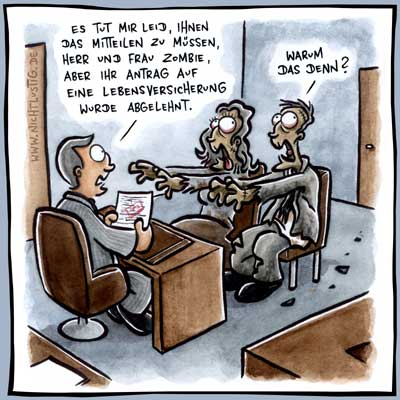 ES TUT MIR LEID, IHNEN
DAS MITTEILEN ZU MÜSSEN,
HERR UND FRAU ZOMBIE,
ABER IHR ANTRAG AUF
EINE LEBENSVERSICHERUNG
WURDE ABGELEHNT.
WARUM
DAS DENN?
WWW.NICHTLUSTIG.DE